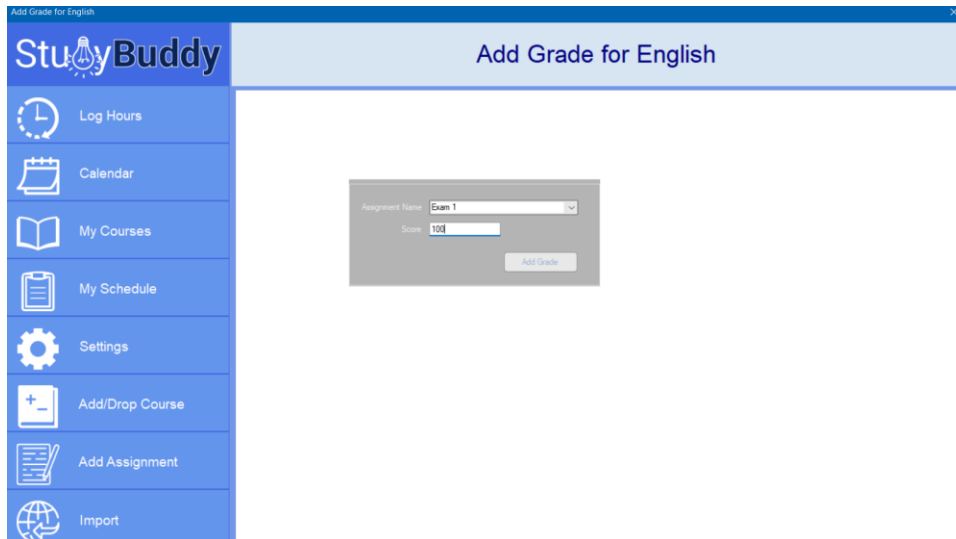 Add Grade for English
StudyBuddy
Add Grade for English
Log Hours
Calendar
My Courses
My Schedule
Settings
Add/Drop Course
Add Assignment
Import
Assignment Name Exam 1
Score 100
Add Grade